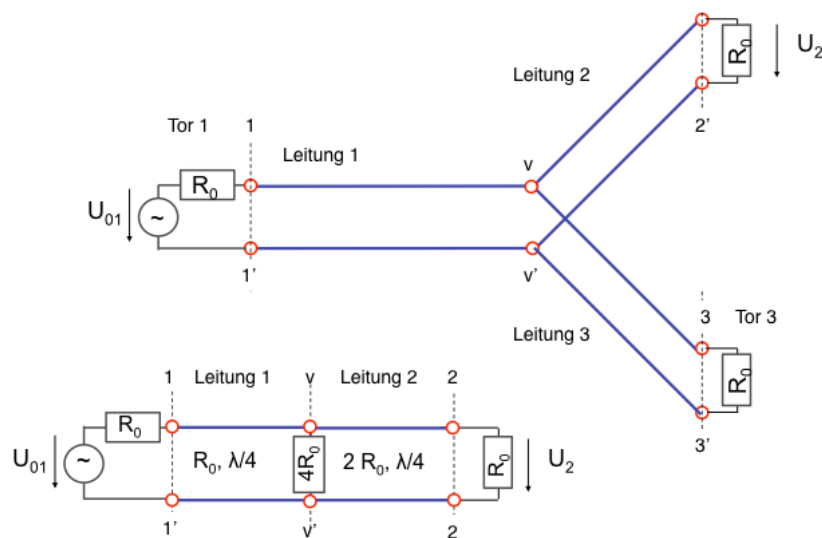 R₀
U₂
Leitung 2
2'
Tor 1
1
Leitung 1
v
R₀
U₀₁
~
1'
v'
3
Tor 3
Leitung 3
R₀
3'
1
Leitung 1
v
Leitung 2
2
R₀
U₀₁
~
R₀, λ/4
4R₀
2 R₀, λ/4
R₀
U₂
1'
v'
2